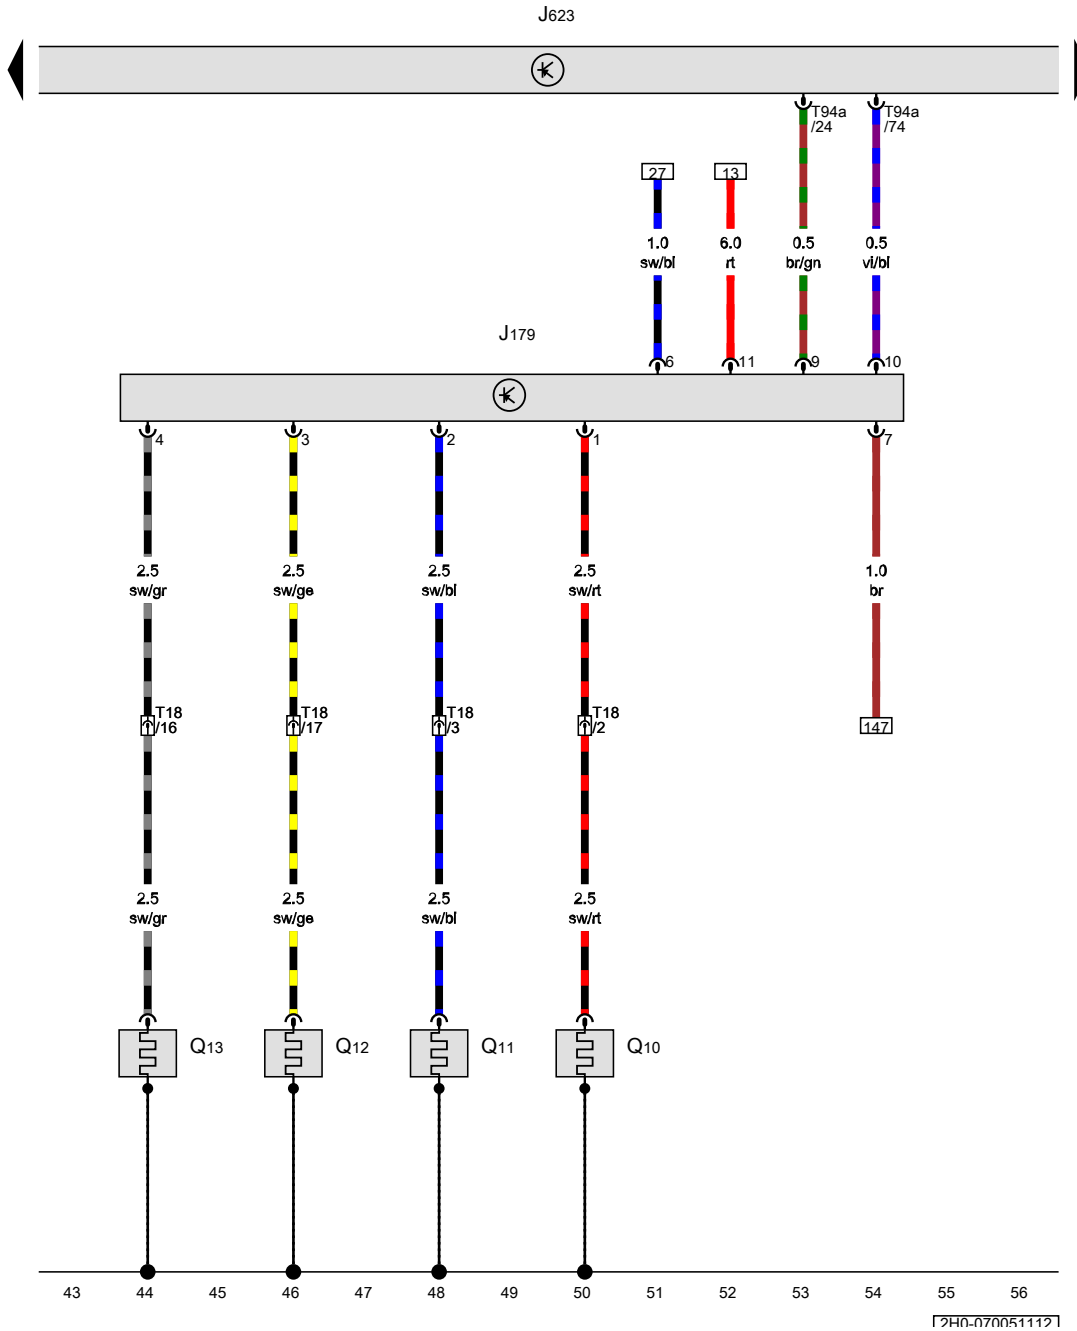 J623
T94a
/24
T94a
/74
27
13
1.0
sw/bl
6.0
rt
0.5
br/gn
0.5
vi/bl
J179
6
11
9
10
4
3
2
1
7
2.5
sw/gr
2.5
sw/ge
2.5
sw/bl
2.5
sw/rt
1.0
br
T18
/16
T18
/17
T18
/3
T18
/2
147
2.5
sw/gr
2.5
sw/ge
2.5
sw/bl
2.5
sw/rt
Q13
Q12
Q11
Q10
43 44 45 46 47 48 49 50 51 52 53 54 55 56
2H0-070051112